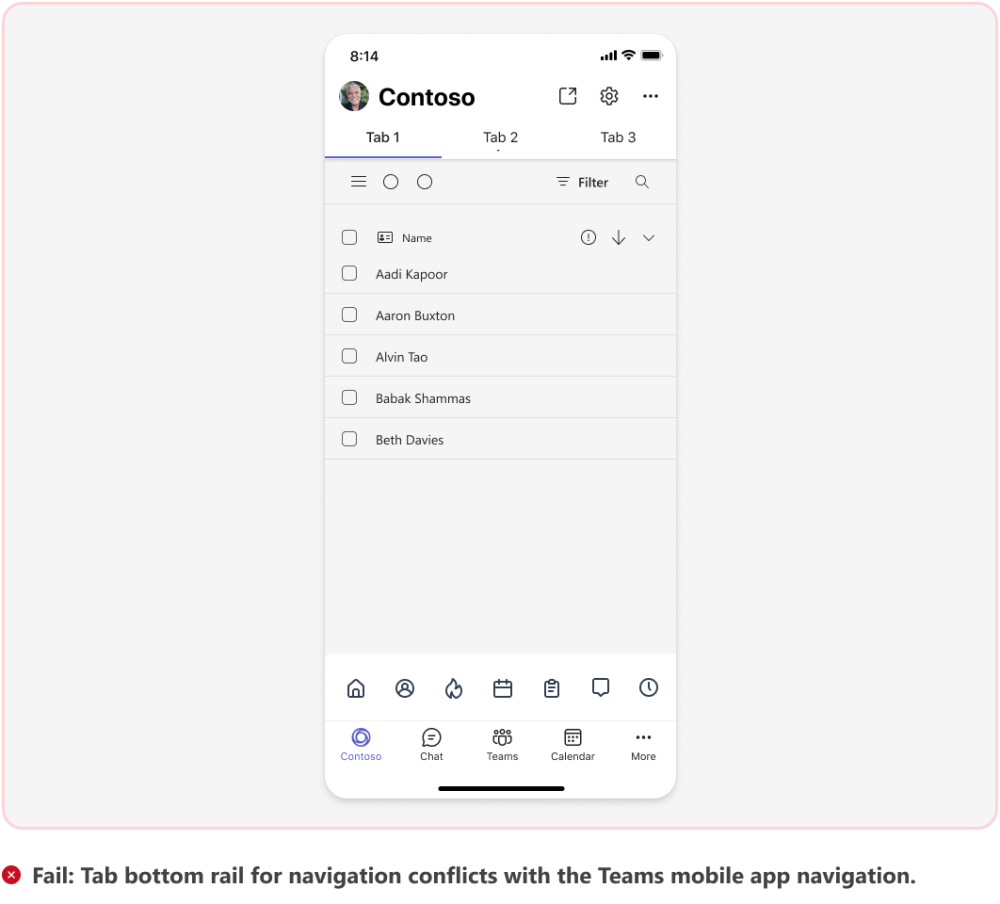 8:14
Contoso
Tab 1 Tab 2 Tab 3
Filter
Name
Aadi Kapoor
Aaron Buxton
Alvin Tao
Babak Shammas
Beth Davies
Contoso Chat Teams Calendar More
Fail: Tab bottom rail for navigation conflicts with the Teams mobile app navigation.